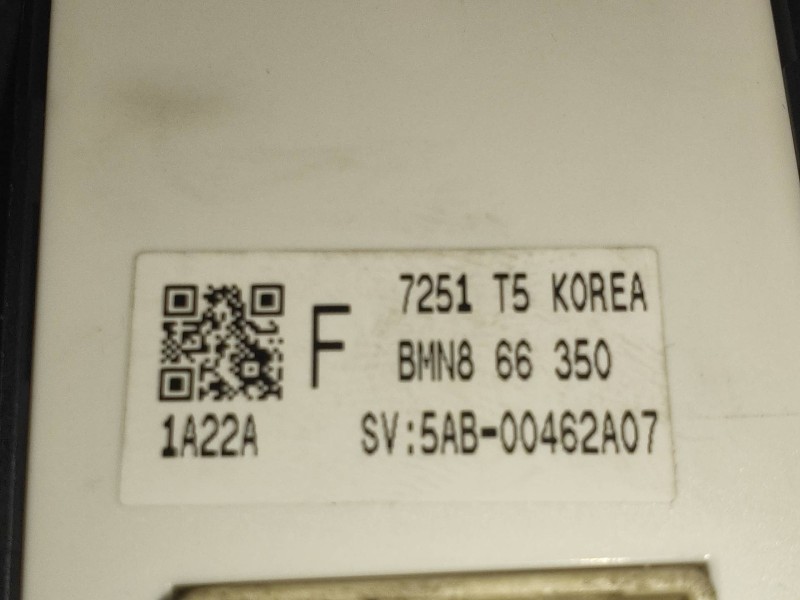 7251 T5 KOREA
F
BMN8 66 350
1A22A SV:5AB-00462A07